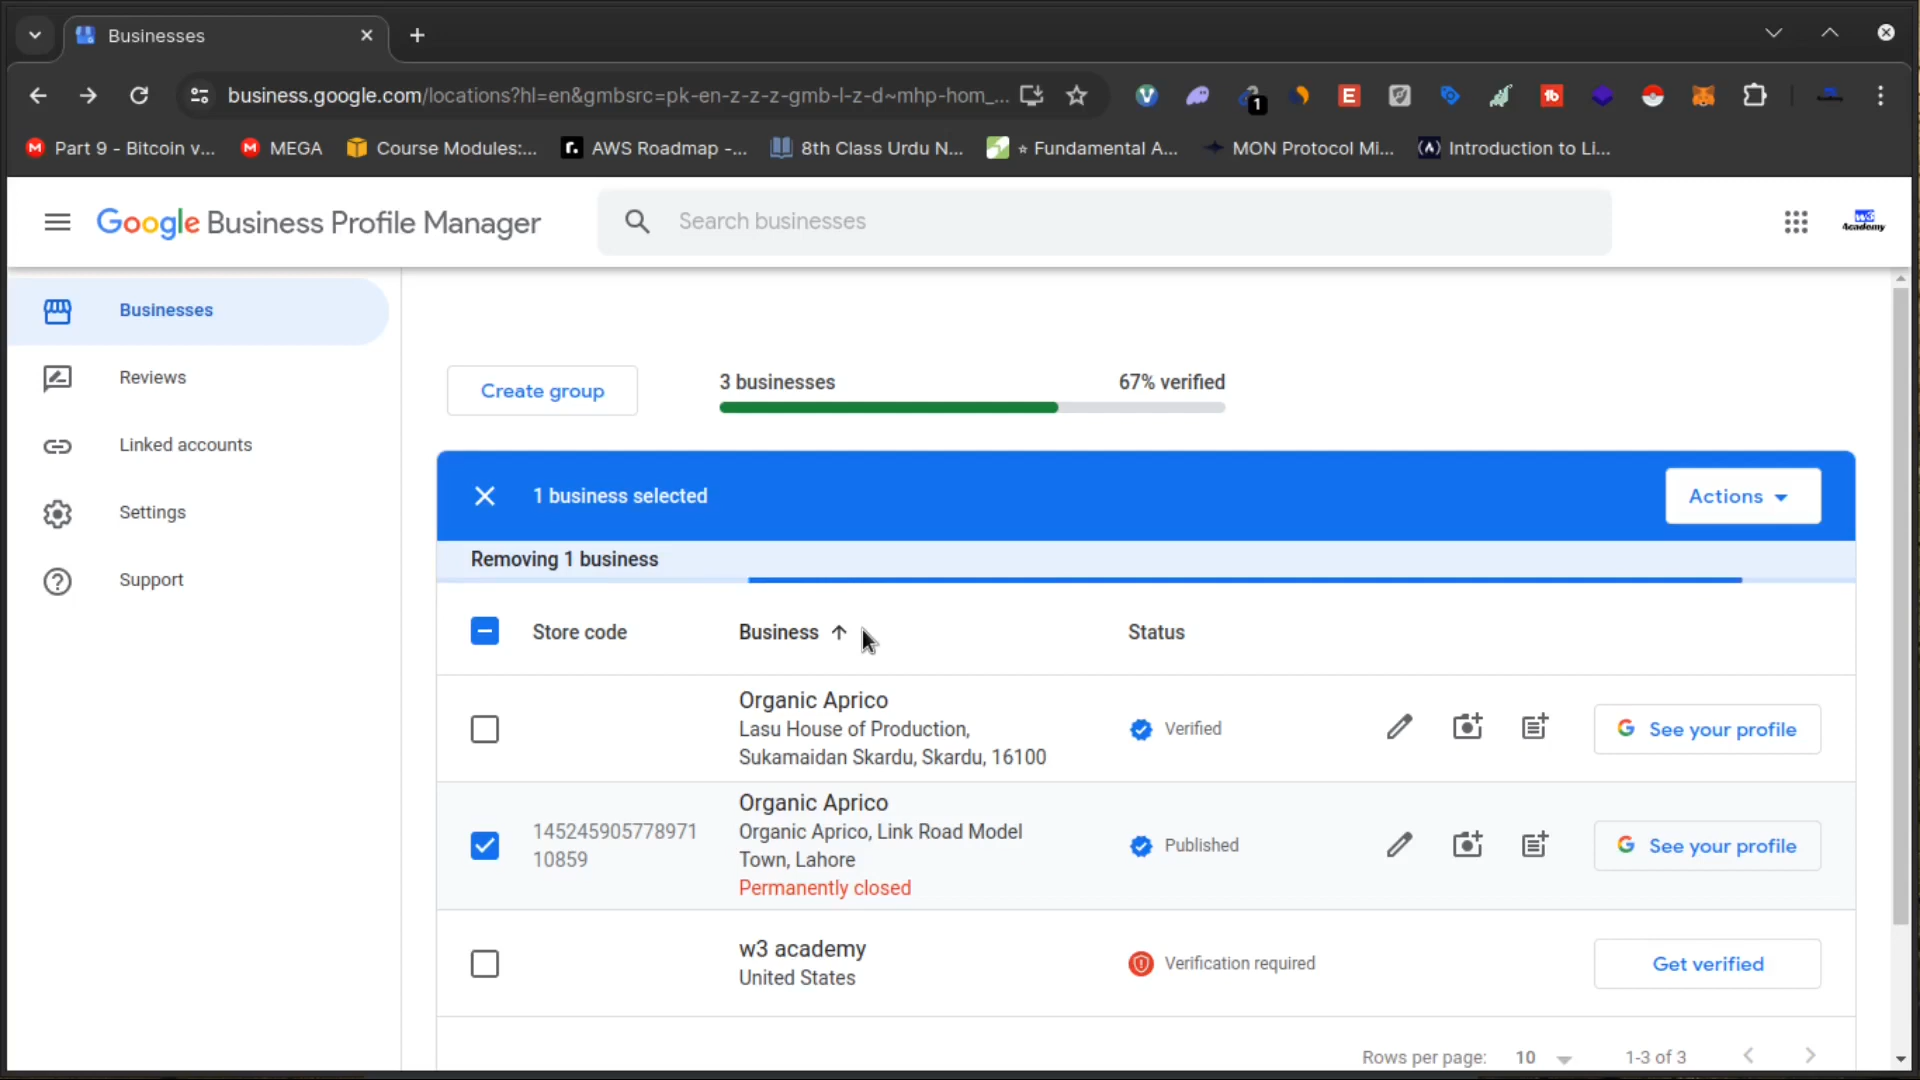 Businesses
business.google.com/locations?hl=en&gmbsrc=pk-en-z-z-z-gmb-l-z-d~mhp-hom_...
1
E
Part 9 - Bitcoin v...
MEGA
Course Modules:...
AWS Roadmap -...
8th Class Urdu N...
⭐ Fundamental A...
MON Protocol Mi...
Introduction to Li...
Google Business Profile Manager
Search businesses
w3
Academy
Businesses
Reviews
Linked accounts
Settings
Support
Create group
3 businesses
67% verified
1 business selected
Actions
Removing 1 business
Store code
Business
Status
Organic Aprico
Lasu House of Production,
Sukamaidan Skardu, Skardu, 16100
Verified
See your profile
145245905778971
10859
Organic Aprico
Organic Aprico, Link Road Model
Town, Lahore
Permanently closed
Published
See your profile
w3 academy
United States
Verification required
Get verified
Rows per page:
10
1-3 of 3